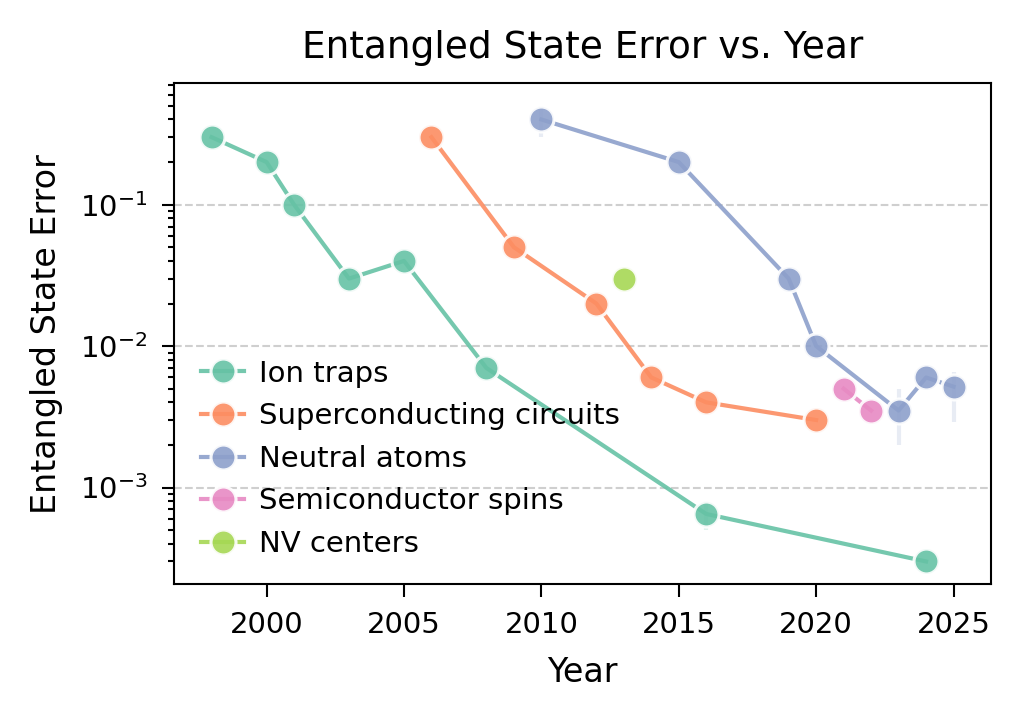 Entangled State Error vs. Year
Entangled State Error
10⁻¹
10⁻²
10⁻³
Ion traps
Superconducting circuits
Neutral atoms
Semiconductor spins
NV centers
2000 2005 2010 2015 2020 2025
Year